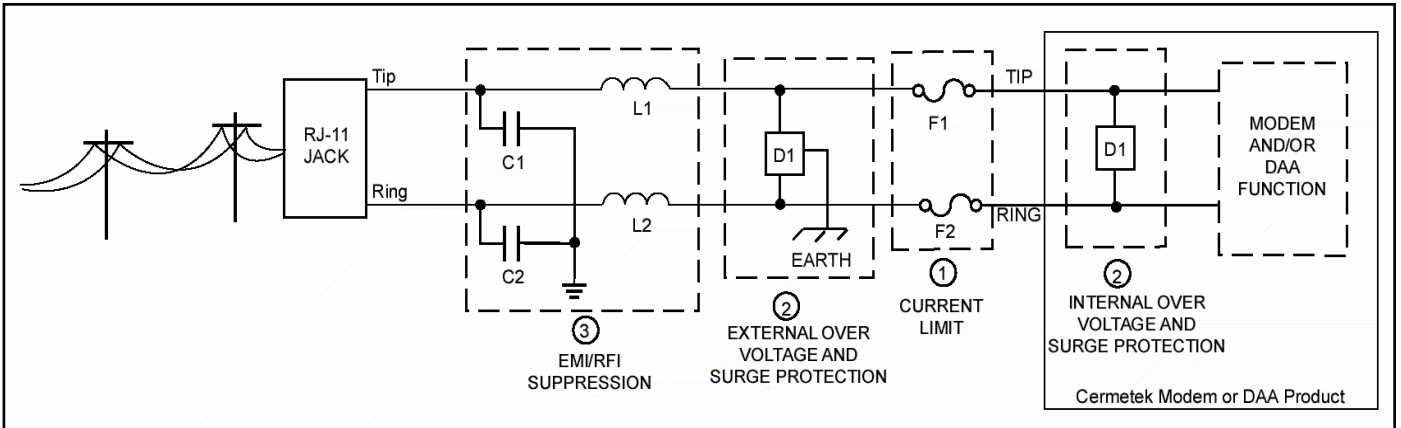 Tip
RJ-11
JACK
Ring
C1
C2
L1
L2
3
EMI/RFI
SUPPRESSION
D1
EARTH
2
EXTERNAL OVER
VOLTAGE AND
SURGE PROTECTION
F1
F2
1
CURRENT
LIMIT
TIP
RING
D1
2
INTERNAL OVER
VOLTAGE AND
SURGE PROTECTION
MODEM
AND/OR
DAA
FUNCTION
Cermetek Modem or DAA Product